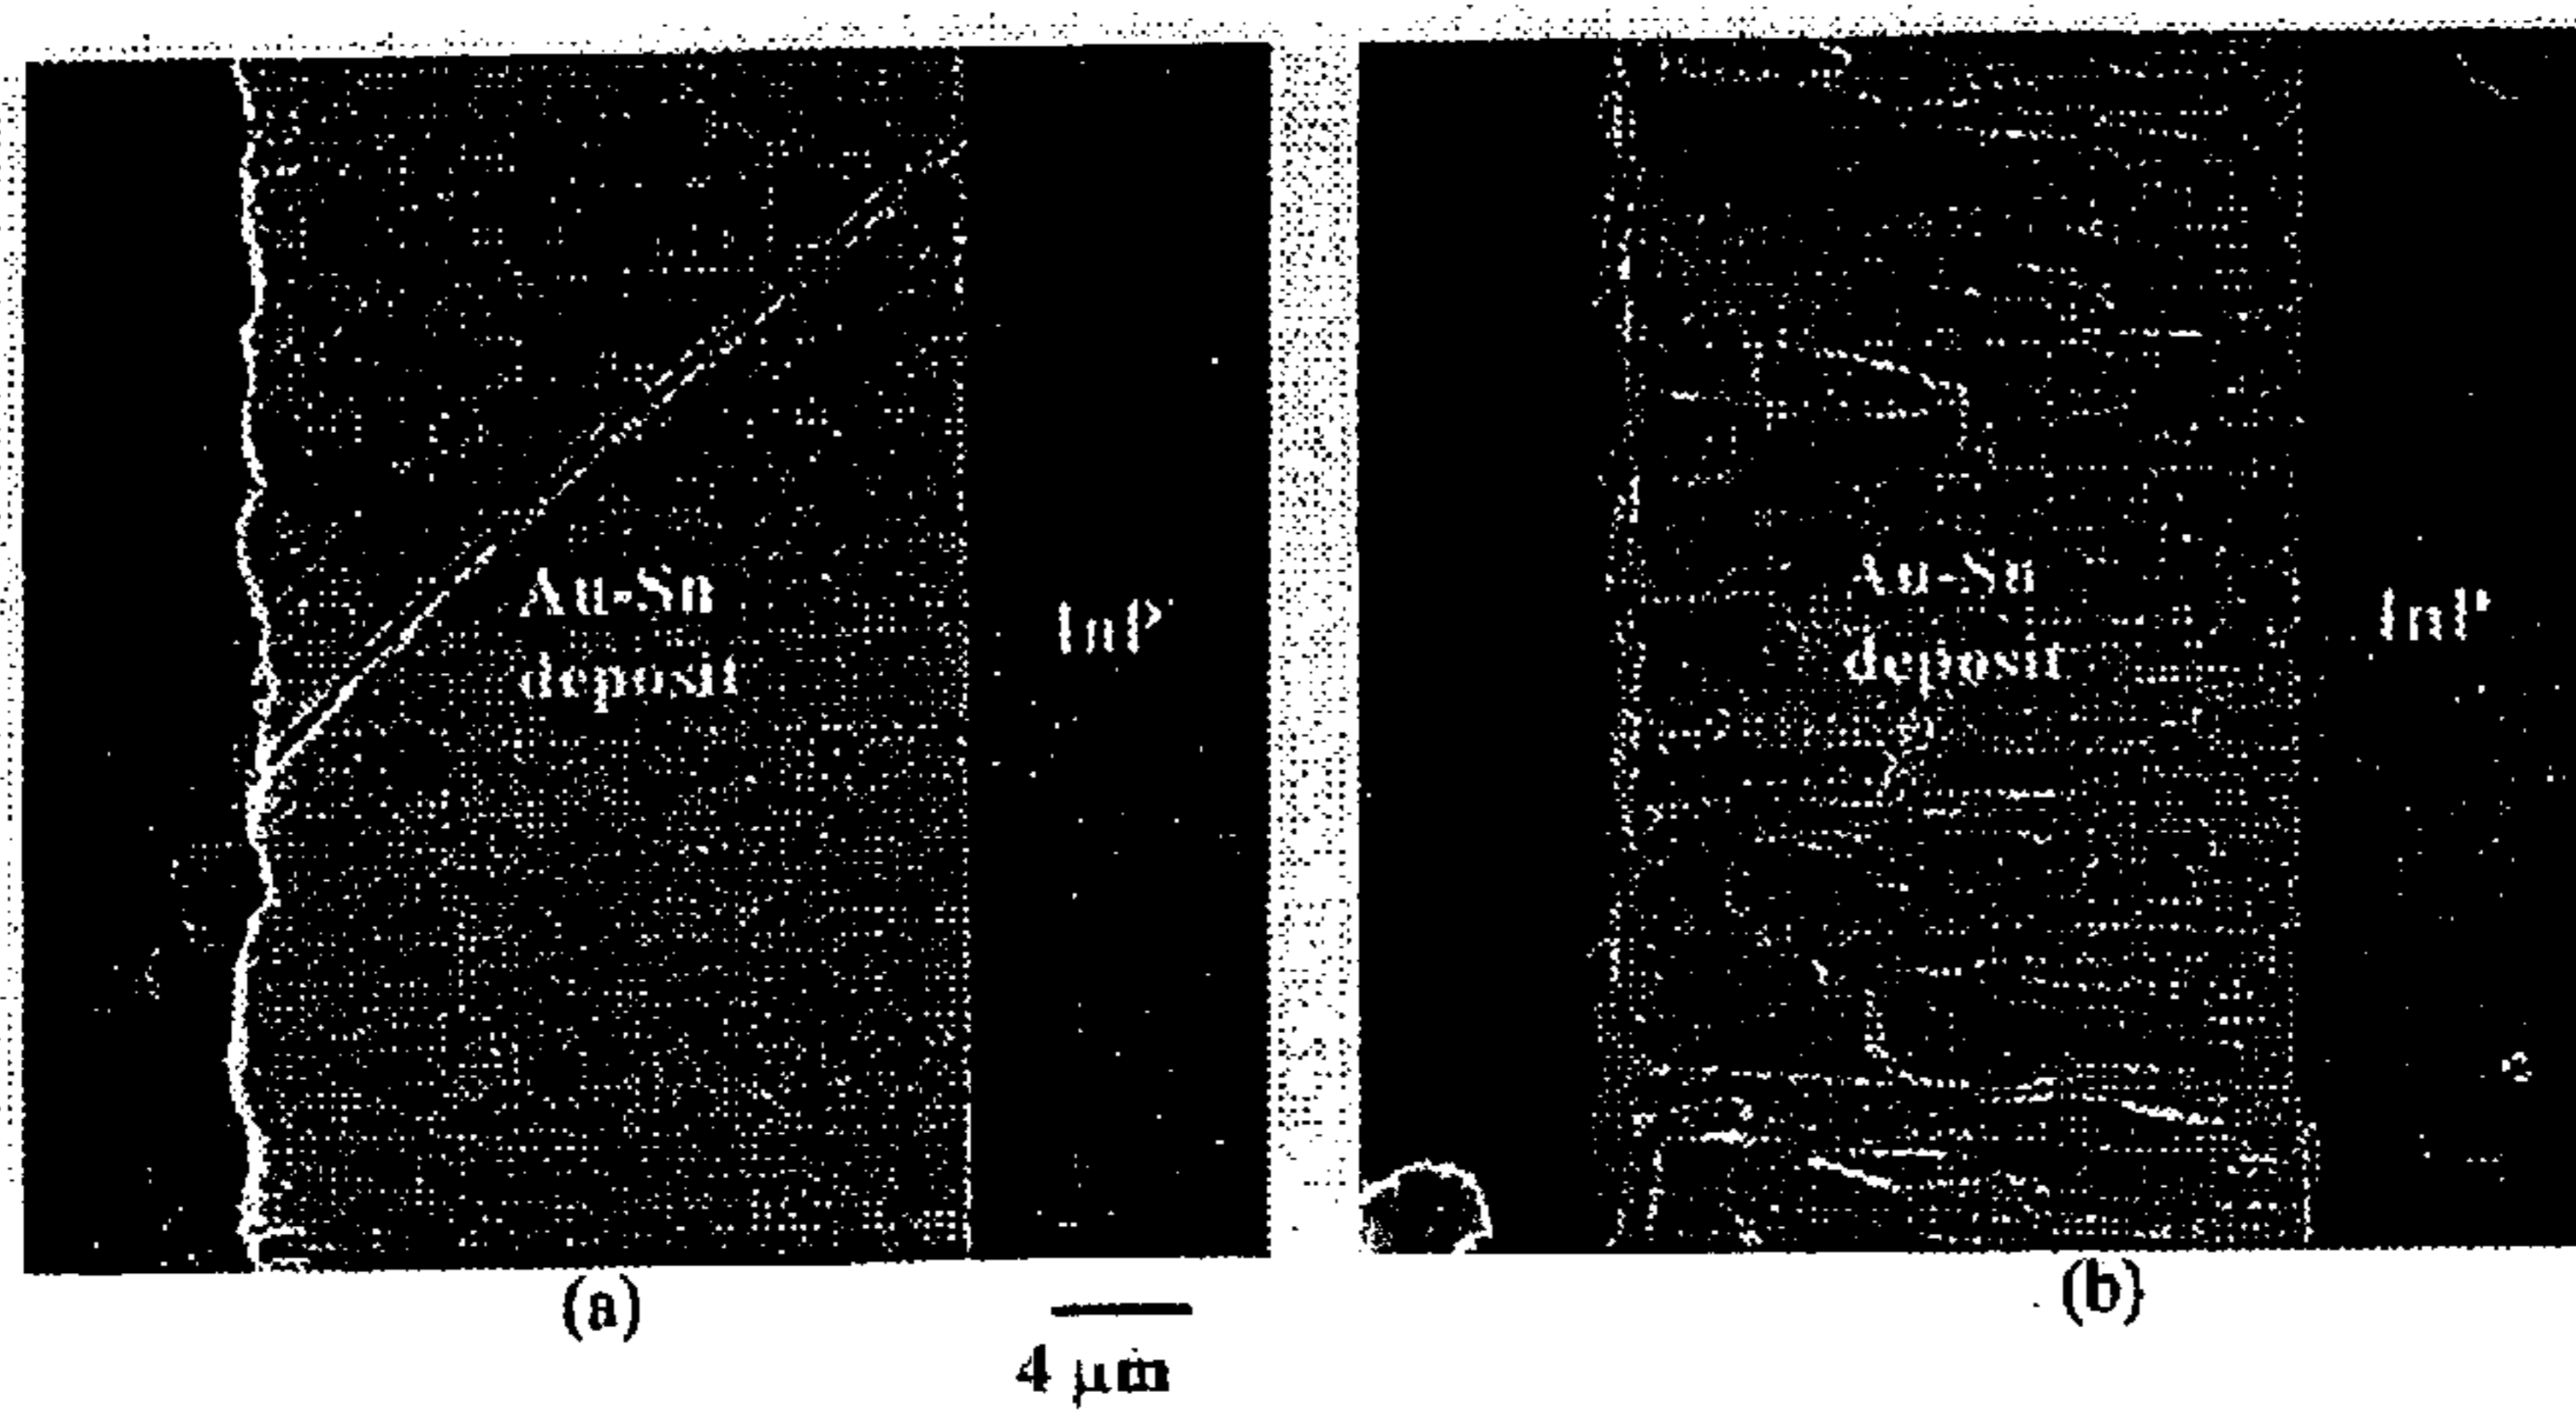 Au-Sn
deposit
InP
Au-Sn
deposit
InP
(a)
4 μm
(b)